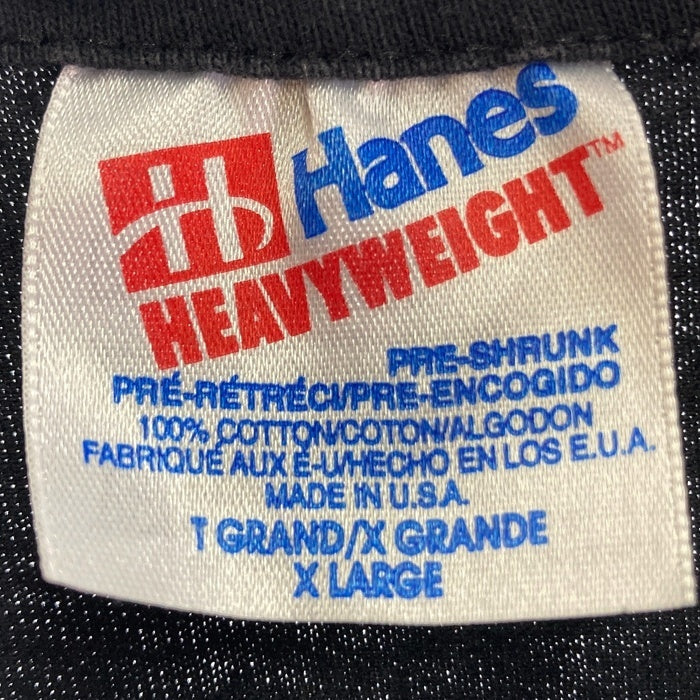 H Hanes
HEAVYWEIGHT™
PRE-SHRUNK
PRÉ-RÉTRÉCI/PRE-ENCOGIDO
100% COTTON/COTON/ALGODON
FABRIQUÉ AUX É-U/HECHO EN LOS E.U.A.
MADE IN U.S.A.
T GRAND/X GRANDE
X LARGE